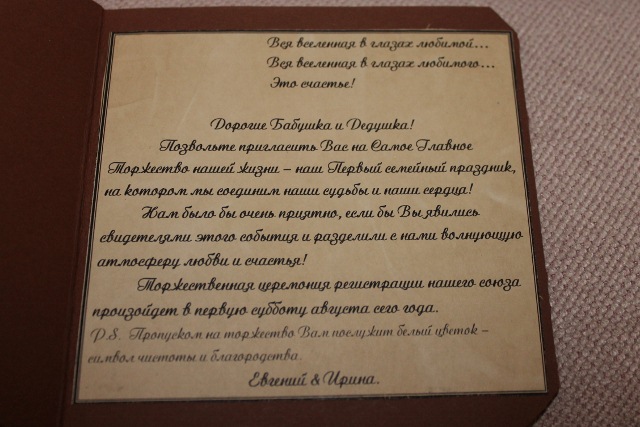 Вся вселенная в глазах любимой...
Вся вселенная в глазах любимого...
Это счастье!
Дорогие Бабушка и Дедушка!
Позвольте пригласить Вас на Самое Главное
Торжество нашей жизни – наш Первый семейный праздник,
на котором мы соединим наши судьбы и наши сердца!
Нам было бы очень приятно, если бы Вы явились
свидетелями этого события и разделили с нами волнующую
атмосферу любви и счастья!
Торжественная церемония регистрации нашего союза
произойдет в первую субботу августа сего года.
P.S. Пропуском на торжество Вам послужит белый цветок –
символ чистоты и благородства.
Евгений & Ирина.